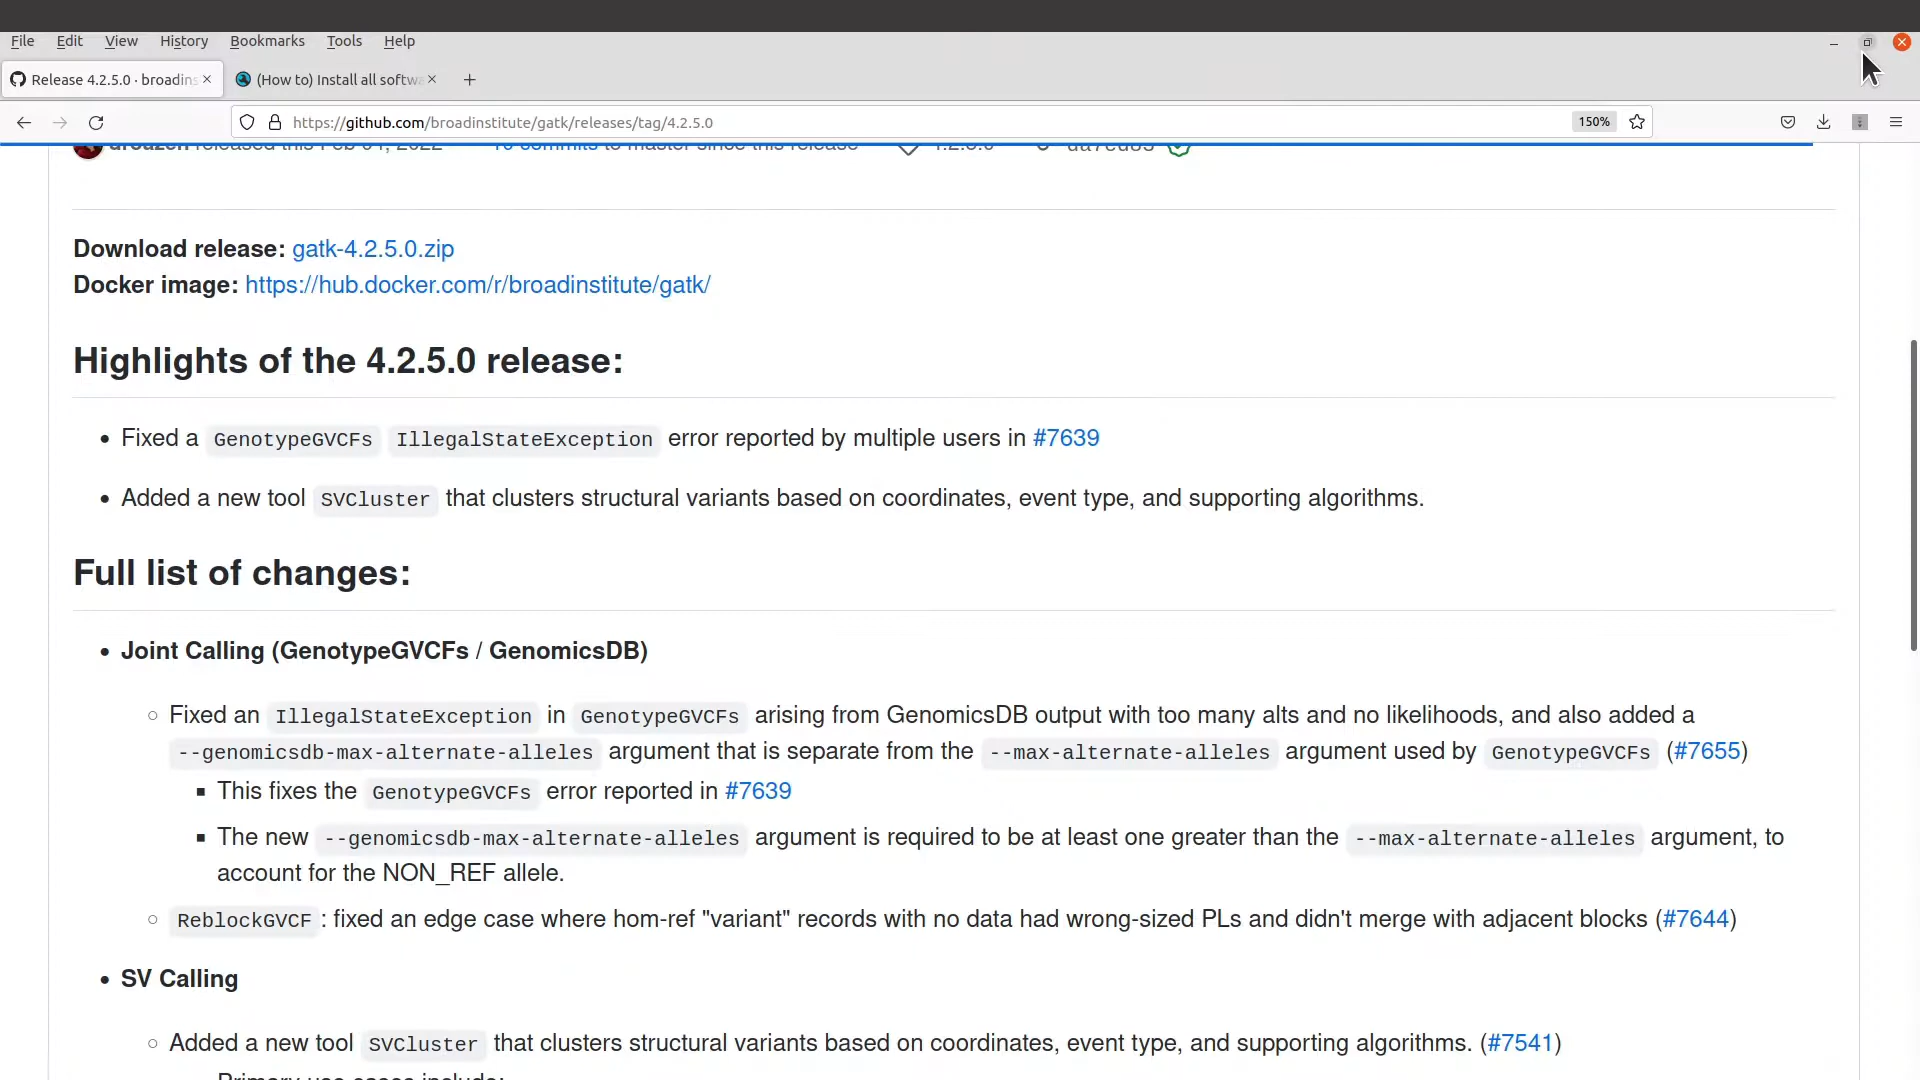 File Edit View History Bookmarks Tools Help
Release 4.2.5.0 · broadins (How to) Install all softwa
https://github.com/broadinstitute/gatk/releases/tag/4.2.5.0 150%
droazen released this Feb 04, 2022 commits to master since this release 4.2.5.0
Download release: gatk-4.2.5.0.zip
Docker image: https://hub.docker.com/r/broadinstitute/gatk/
Highlights of the 4.2.5.0 release:
• Fixed a GenotypeGVCFs IllegalStateException error reported by multiple users in #7639
• Added a new tool SVCluster that clusters structural variants based on coordinates, event type, and supporting algorithms.
Full list of changes:
• Joint Calling (GenotypeGVCFs / GenomicsDB)
○ Fixed an IllegalStateException in GenotypeGVCFs arising from GenomicsDB output with too many alts and no likelihoods, and also added a
--genomicsdb-max-alternate-alleles argument that is separate from the --max-alternate-alleles argument used by GenotypeGVCFs (#7655)
▪ This fixes the GenotypeGVCFs error reported in #7639
▪ The new --genomicsdb-max-alternate-alleles argument is required to be at least one greater than the --max-alternate-alleles argument, to
account for the NON_REF allele.
○ ReblockGVCF: fixed an edge case where hom-ref "variant" records with no data had wrong-sized PLs and didn't merge with adjacent blocks (#7644)
• SV Calling
○ Added a new tool SVCluster that clusters structural variants based on coordinates, event type, and supporting algorithms. (#7541)
Primary use cases include: